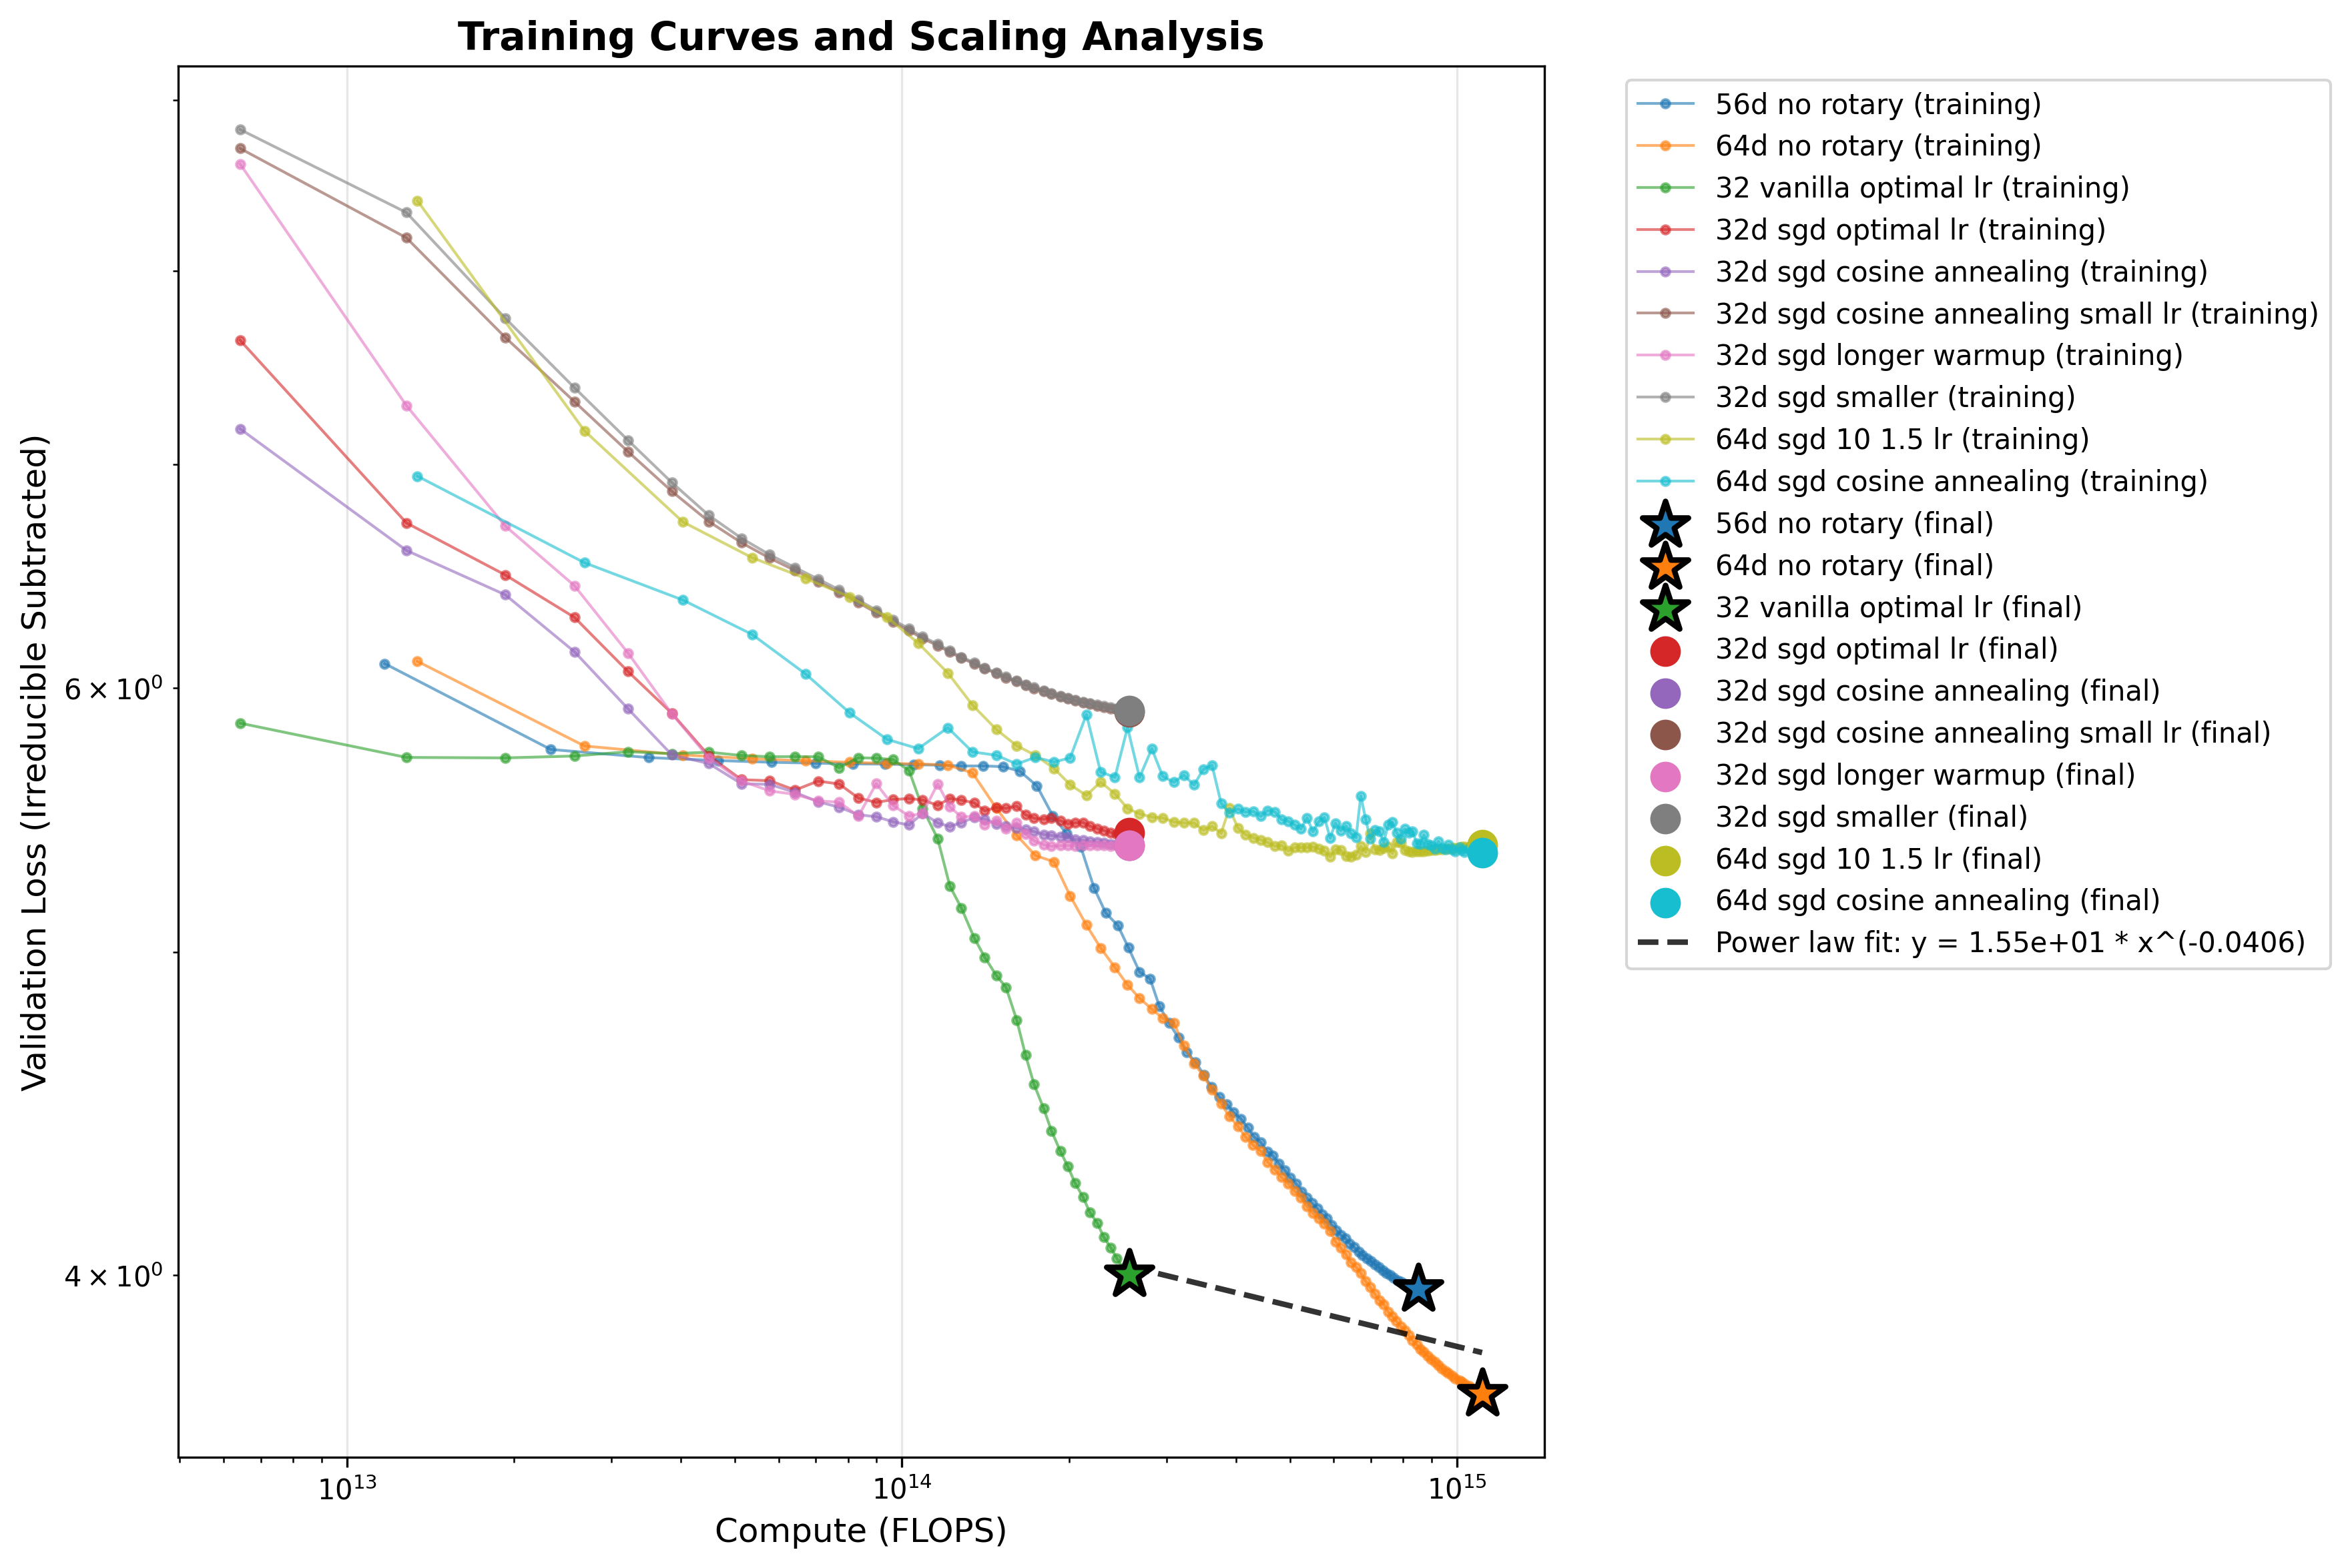 Training Curves and Scaling Analysis
Validation Loss (Irreducible Subtracted)
6 × 10⁰
4 × 10⁰
10¹³
10¹⁴
10¹⁵
Compute (FLOPS)
56d no rotary (training)
64d no rotary (training)
32 vanilla optimal lr (training)
32d sgd optimal lr (training)
32d sgd cosine annealing (training)
32d sgd cosine annealing small lr (training)
32d sgd longer warmup (training)
32d sgd smaller (training)
64d sgd 10 1.5 lr (training)
64d sgd cosine annealing (training)
56d no rotary (final)
64d no rotary (final)
32 vanilla optimal lr (final)
32d sgd optimal lr (final)
32d sgd cosine annealing (final)
32d sgd cosine annealing small lr (final)
32d sgd longer warmup (final)
32d sgd smaller (final)
64d sgd 10 1.5 lr (final)
64d sgd cosine annealing (final)
Power law fit: y = 1.55e+01 * x^(-0.0406)